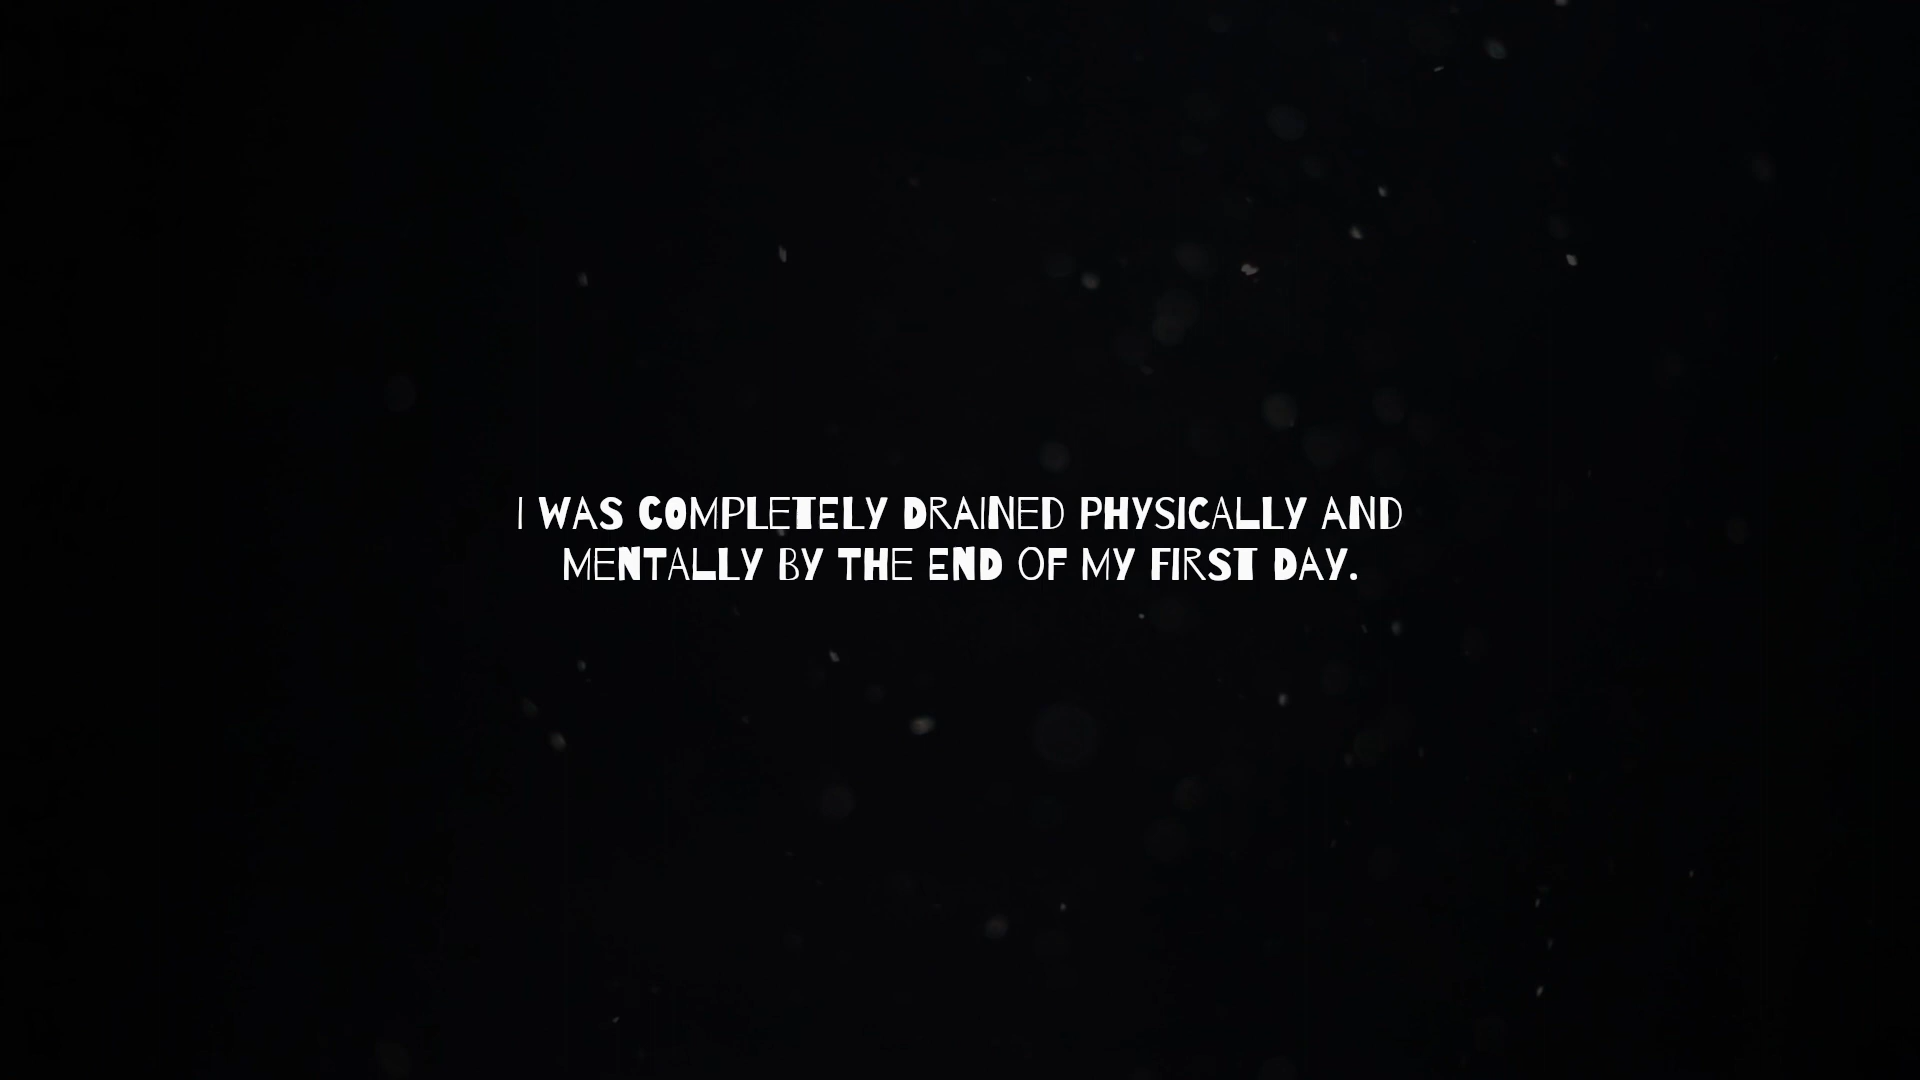 I WAS COMPLETELY DRAINED PHYSICALLY AND
MENTALLY BY THE END OF MY FIRST DAY.